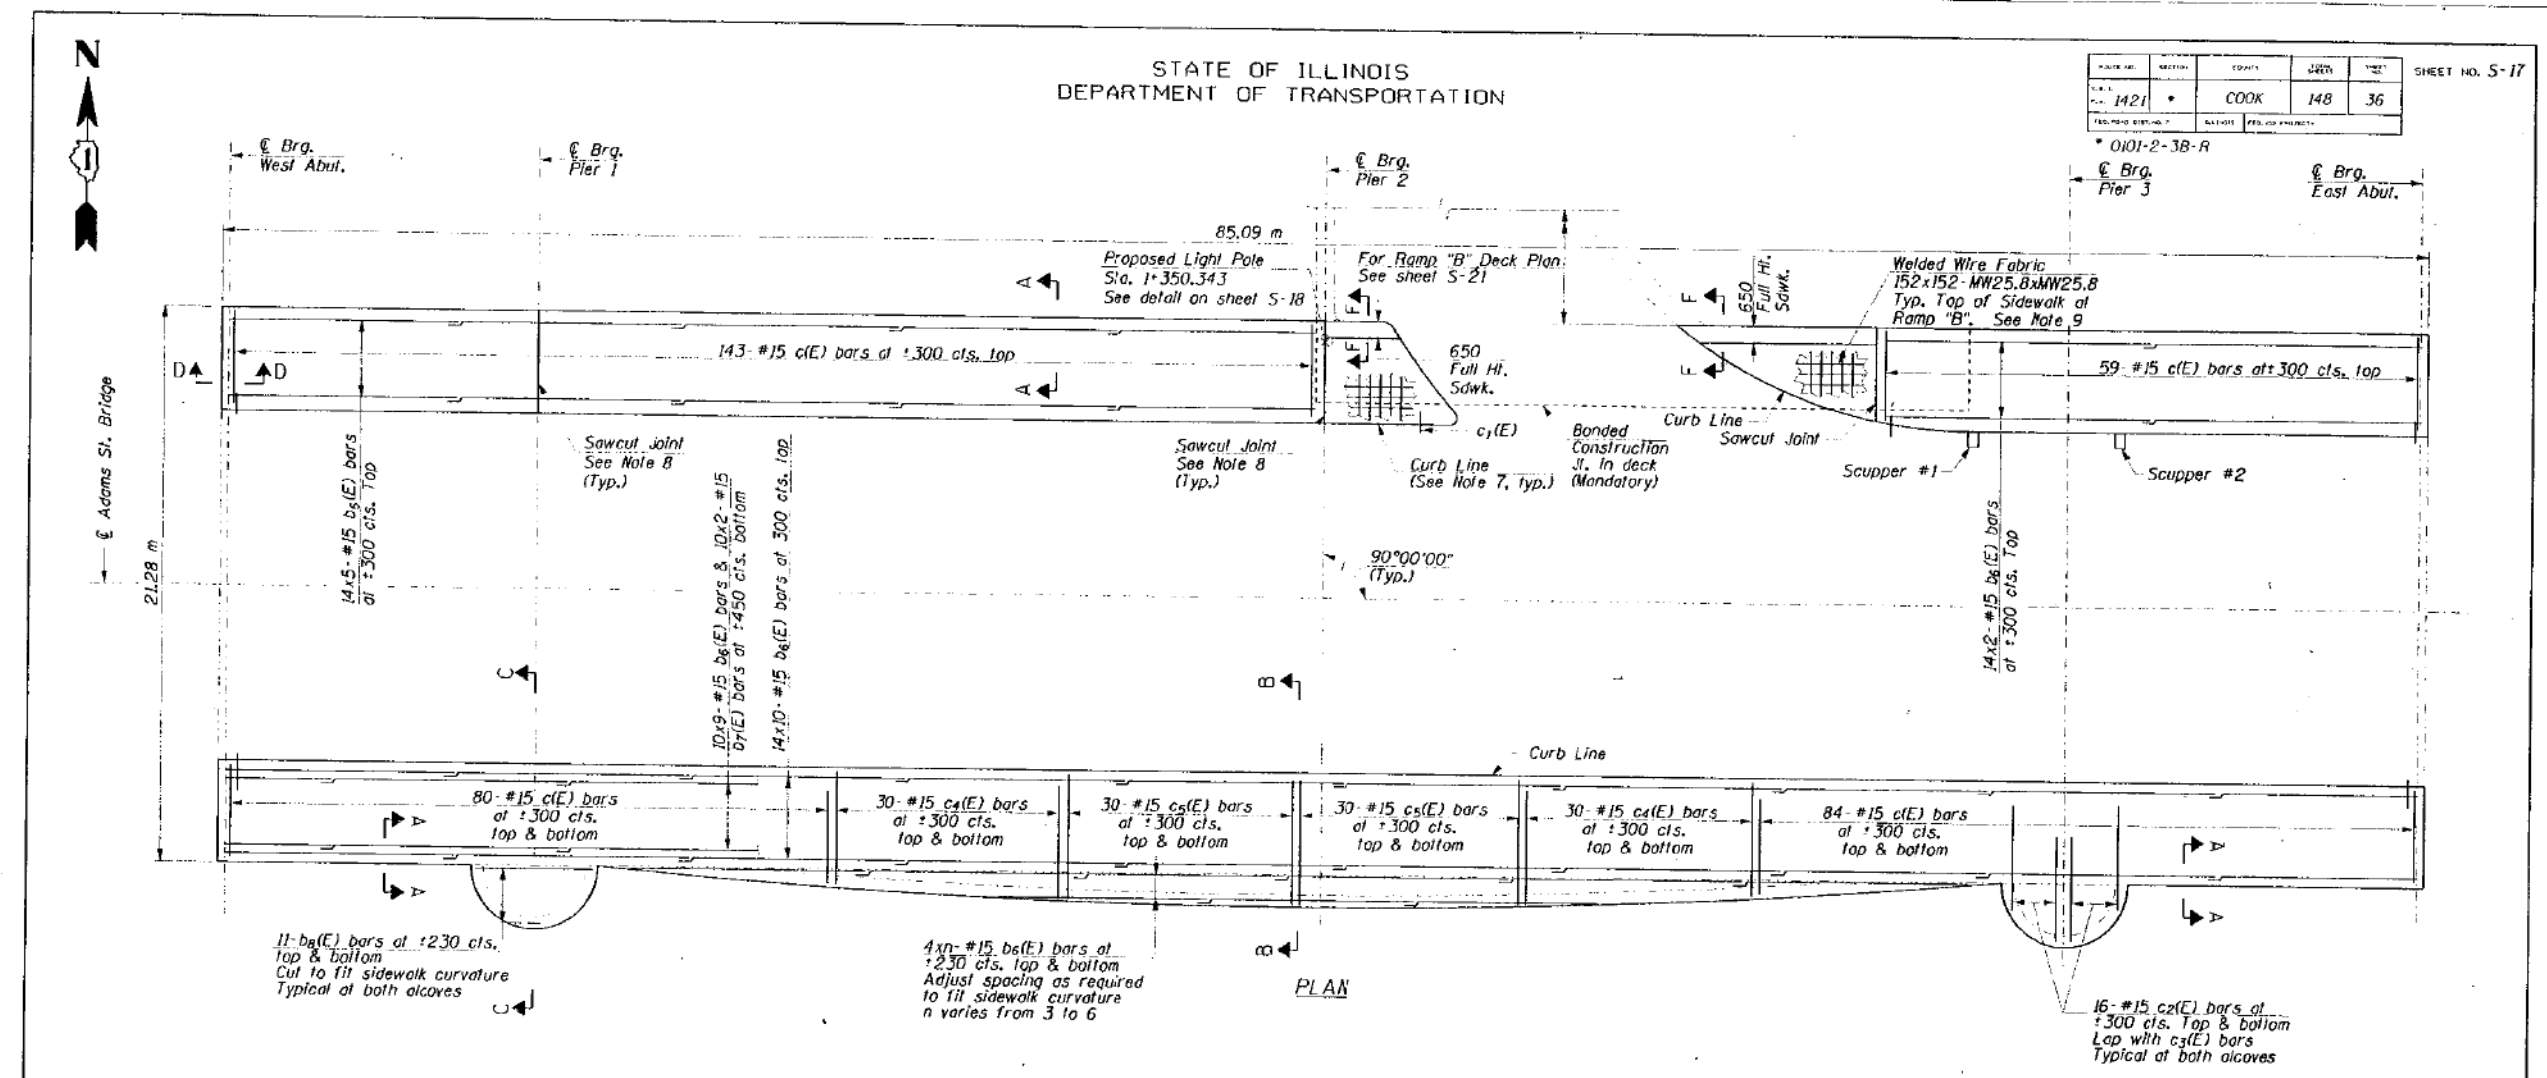 N
STATE OF ILLINOIS
DEPARTMENT OF TRANSPORTATION
ROUTE NO. SECTION COUNTY TOTAL SHEETS SHEET NO.
1421 * COOK 148 36
ILLINOIS
SHEET NO. S-17
* 0101-2-3B-R
℄ Brg.
West Abut.
℄ Brg.
Pier 1
℄ Brg.
Pier 2
℄ Brg.
Pier 3
℄ Brg.
East Abut.
85.09 m
Proposed Light Pole
Sta. 1+350.343
See detail on sheet S-18
For Ramp "B" Deck Plan
See sheet S-21
650
Full Ht.
Sdwk.
Welded Wire Fabric
152x152-MW25.8xMW25.8
Typ. Top of Sidewalk at
Ramp "B". See Note 9
A
A
F
F
F
F
D
D
143-#15 c(E) bars at ±300 cts. top
650
Full Ht.
Sdwk.
59-#15 c(E) bars at±300 cts. top
℄ Adams St. Bridge
21.28 m
14x5-#15 b5(E) bars
at ±300 cts. Top
Sawcut Joint
See Note 8
(Typ.)
10x9-#15 b6(E) bars & 10x2-#15
b7(E) bars at ±450 cts. bottom
14x10-#15 b6(E) bars at 300 cts. top
Sawcut Joint
See Note 8
(Typ.)
c1(E)
Curb Line
(See Note 7, typ.)
Bonded
Construction
Jt. in deck
(Mandatory)
Curb Line
Sawcut Joint
Scupper #1
Scupper #2
14x2-#15 b6(E) bars
at ±300 cts. Top
90°00'00"
(Typ.)
C
B
Curb Line
80-#15 c(E) bars
at ±300 cts.
top & bottom
30-#15 c4(E) bars
at ±300 cts.
top & bottom
30-#15 c5(E) bars
at ±300 cts.
top & bottom
30-#15 c5(E) bars
at ±300 cts.
top & bottom
30-#15 c4(E) bars
at ±300 cts.
top & bottom
84-#15 c(E) bars
at ±300 cts.
top & bottom
A
A
A
A
11-b8(E) bars at ±230 cts.
top & bottom
Cut to fit sidewalk curvature
Typical at both alcoves
C
4xn-#15 b6(E) bars at
±230 cts. top & bottom
Adjust spacing as required
to fit sidewalk curvature
n varies from 3 to 6
B
PLAN
16-#15 c2(E) bars at
±300 cts. Top & bottom
Lap with c3(E) bars
Typical at both alcoves